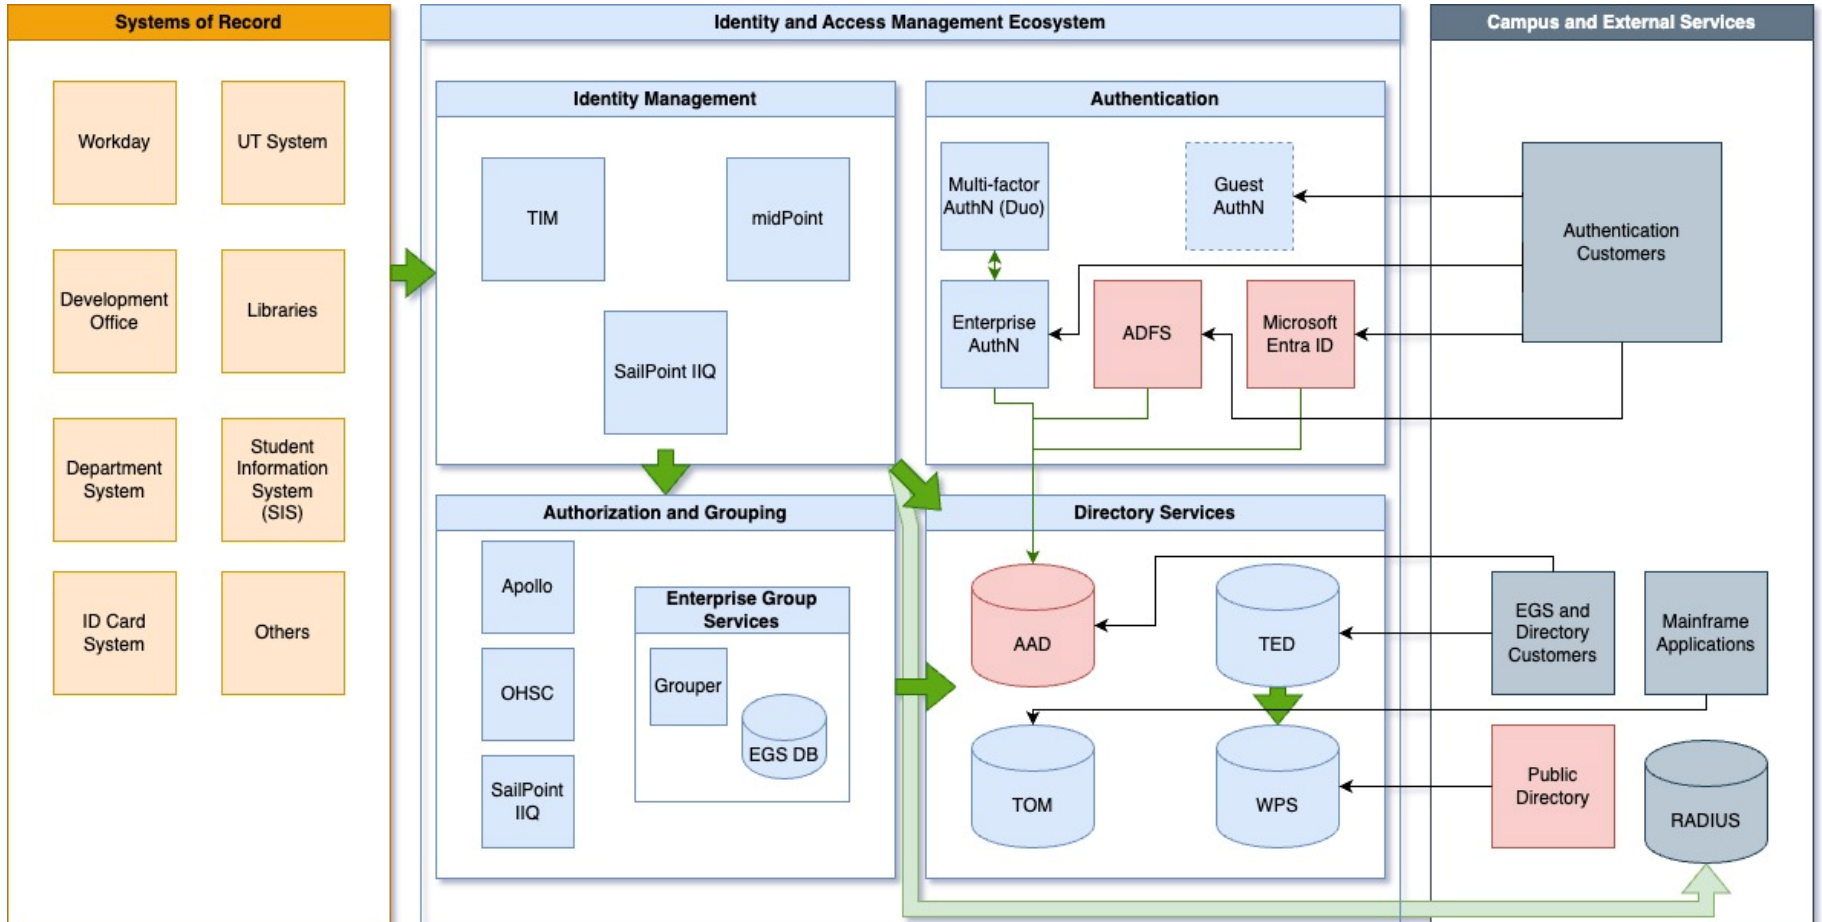 Systems of Record
Workday
UT System
Development
Office
Libraries
Department
System
Student
Information
System
(SIS)
ID Card
System
Others
Identity and Access Management Ecosystem
Identity Management
TIM
midPoint
SailPoint IIQ
Authentication
Multi-factor
AuthN (Duo)
Guest
AuthN
Enterprise
AuthN
ADFS
Microsoft
Entra ID
Authorization and Grouping
Apollo
OHSC
SailPoint
IIQ
Enterprise Group
Services
Grouper
EGS DB
Directory Services
AAD
TED
TOM
WPS
Campus and External Services
Authentication
Customers
EGS and
Directory
Customers
Mainframe
Applications
Public
Directory
RADIUS